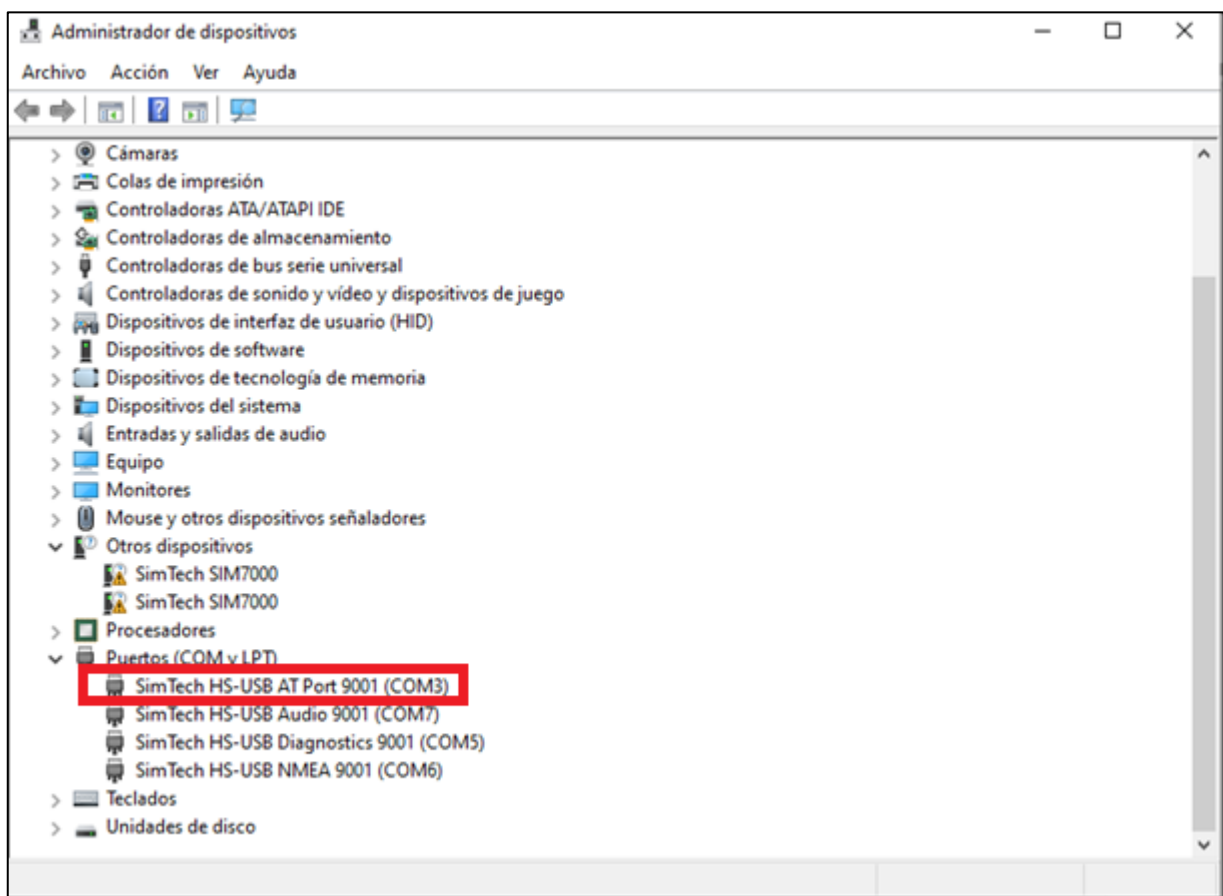 Administrador de dispositivos
Archivo Acción Ver Ayuda
Cámaras
Colas de impresión
Controladoras ATA/ATAPI IDE
Controladoras de almacenamiento
Controladoras de bus serie universal
Controladoras de sonido y vídeo y dispositivos de juego
Dispositivos de interfaz de usuario (HID)
Dispositivos de software
Dispositivos de tecnología de memoria
Dispositivos del sistema
Entradas y salidas de audio
Equipo
Monitores
Mouse y otros dispositivos señaladores
Otros dispositivos
SimTech SIM7000
SimTech SIM7000
Procesadores
Puertos (COM y LPT)
SimTech HS-USB AT Port 9001 (COM3)
SimTech HS-USB Audio 9001 (COM7)
SimTech HS-USB Diagnostics 9001 (COM5)
SimTech HS-USB NMEA 9001 (COM6)
Teclados
Unidades de disco